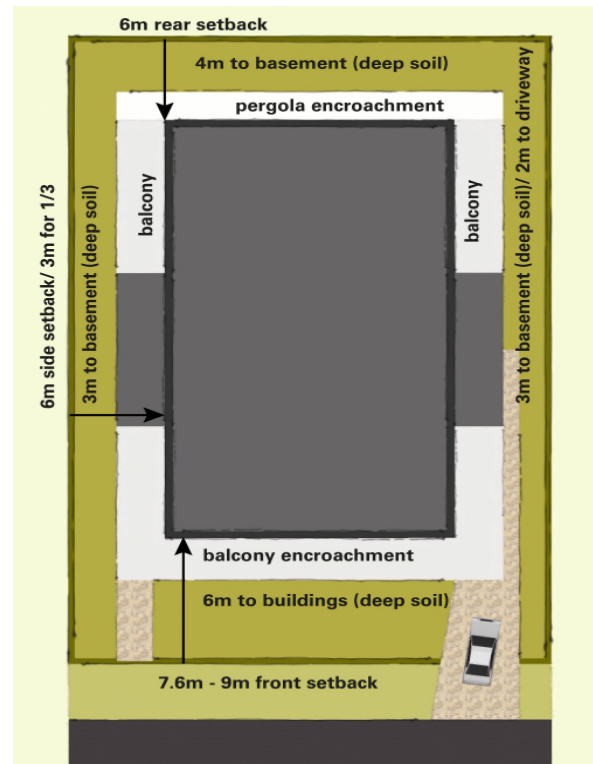 6m rear setback
4m to basement (deep soil)
pergola encroachment
balcony
balcony
6m side setback/ 3m for 1/3
3m to basement (deep soil)
3m to basement (deep soil)/ 2m to driveway
balcony encroachment
6m to buildings (deep soil)
7.6m - 9m front setback